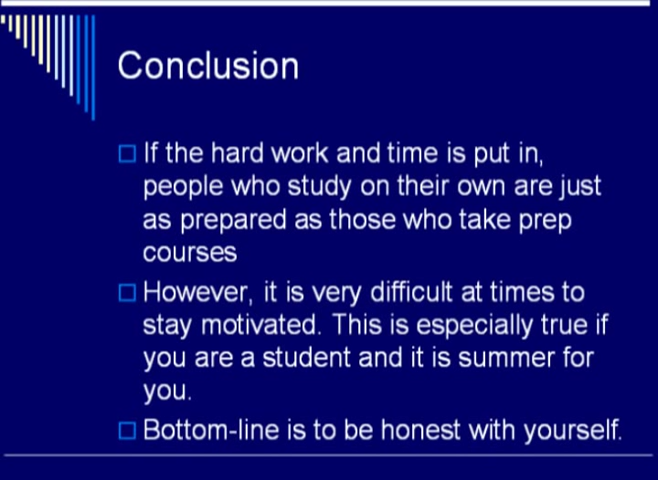 Conclusion
If the hard work and time is put in,
people who study on their own are just
as prepared as those who take prep
courses
However, it is very difficult at times to
stay motivated. This is especially true if
you are a student and it is summer for
you.
Bottom-line is to be honest with yourself.